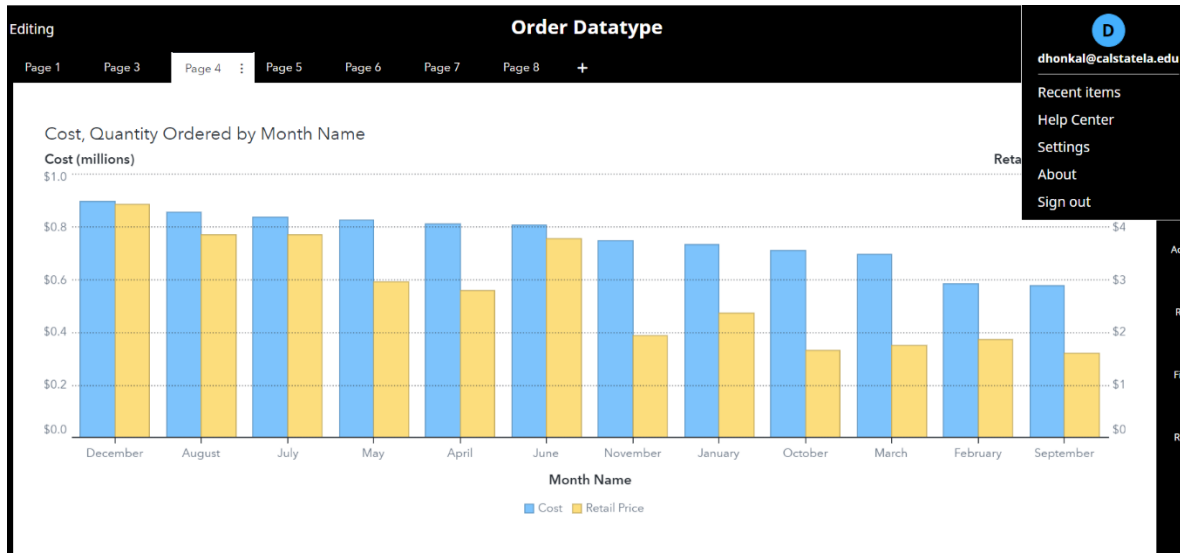 Editing
Order Datatype
D
dhonkal@calstatela.edu
Recent items
Help Center
Settings
About
Sign out
Page 1 Page 3 Page 4 ⋮ Page 5 Page 6 Page 7 Page 8 +
Cost, Quantity Ordered by Month Name
Cost (millions)
$1.0
$0.8
$0.6
$0.4
$0.2
$0.0
$4
$3
$2
$1
$0
December August July May April June November January October March February September
Month Name
Cost Retail Price